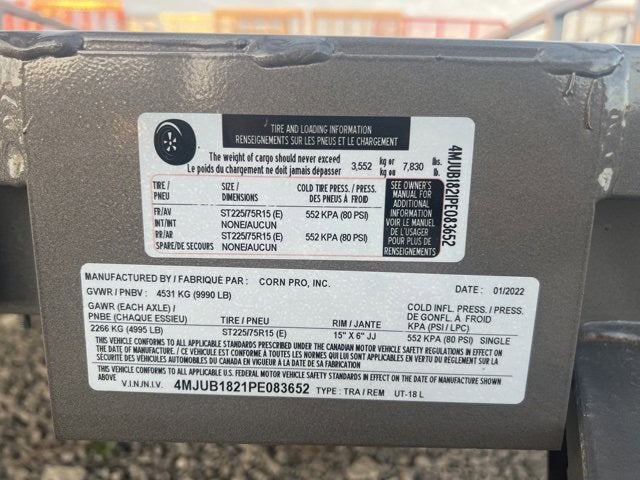 TIRE AND LOADING INFORMATION
RENSEIGNEMENTS SUR LES PNEUS ET LE CHARGEMENT
The weight of cargo should never exceed 3,552 kg or 7,830 lbs.
Le poids du chargement ne doit jamais dépasser kg ou lb.
TIRE / PNEU SIZE / DIMENSIONS COLD TIRE PRESS. / PRESS. DES PNEUS À FROID
FR/AV ST225/75R15 (E) 552 KPA (80 PSI)
INT/INT NONE/AUCUN
RR/AR ST225/75R15 (E) 552 KPA (80 PSI)
SPARE/DE SECOURS NONE/AUCUN
SEE OWNER'S
MANUAL FOR
ADDITIONAL
INFORMATION
VOIR LE MANUEL
DE L'USAGER
POUR PLUS DE
RENSEIGNEMENTS
4MJUB1821PE083652
MANUFACTURED BY / FABRIQUÉ PAR : CORN PRO, INC. DATE : 01/2022
GVWR / PNBV : 4531 KG (9990 LB)
GAWR (EACH AXLE) /
PNBE (CHAQUE ESSIEU) TIRE / PNEU RIM / JANTE COLD INFL. PRESS. / PRESS. DE GONFL. À FROID KPA (PSI / LPC)
2266 KG (4995 LB) ST225/75R15 (E) 15" X 6" JJ 552 KPA (80 PSI) SINGLE
THIS VEHICLE CONFORMS TO ALL APPLICABLE STANDARDS PRESCRIBED UNDER THE CANADIAN MOTOR VEHICLE SAFETY REGULATIONS IN EFFECT
ON THE DATE OF MANUFACTURE. / CE VÉHICULE EST CONFORME À TOUTES LES NORMES QUI LUI SONT APPLICABLES EN VERTU DU RÈGLEMENT SUR LA
SÉCURITÉ DES VÉHICULES AUTOMOBILES DU CANADA EN VIGUEUR À LA DATE DE SA FABRICATION.
THIS VEHICLE CONFORMS TO ALL APPLICABLE U.S. FEDERAL MOTOR VEHICLE SAFETY STANDARDS IN EFFECT ON THE DATE OF MANUFACTURE SHOWN
ABOVE.
V.I.N./N.I.V. 4MJUB1821PE083652 TYPE : TRA / REM UT-18 L